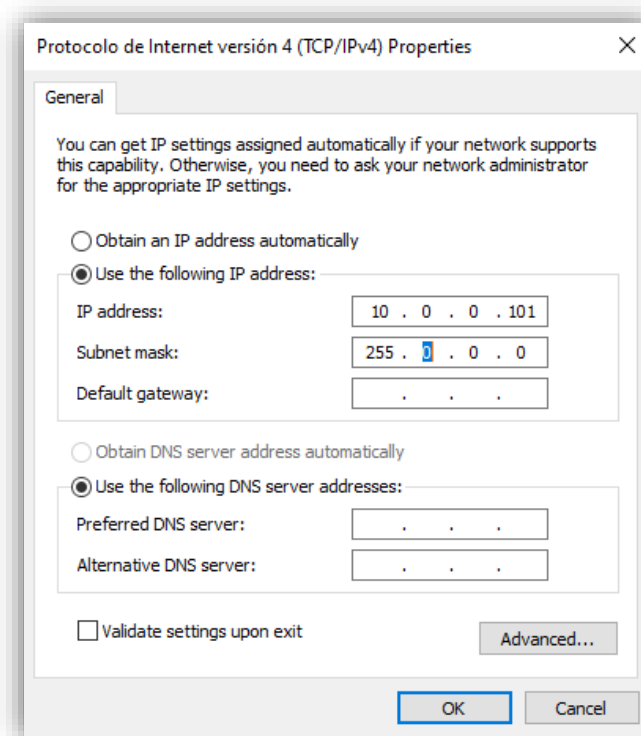 Protocolo de Internet versión 4 (TCP/IPv4) Properties
General
You can get IP settings assigned automatically if your network supports
this capability. Otherwise, you need to ask your network administrator
for the appropriate IP settings.
Obtain an IP address automatically
Use the following IP address:
IP address: 10 . 0 . 0 . 101
Subnet mask: 255 . 0 . 0 . 0
Default gateway: . . .
Obtain DNS server address automatically
Use the following DNS server addresses:
Preferred DNS server: . . .
Alternative DNS server: . . .
Validate settings upon exit
Advanced...
OK Cancel